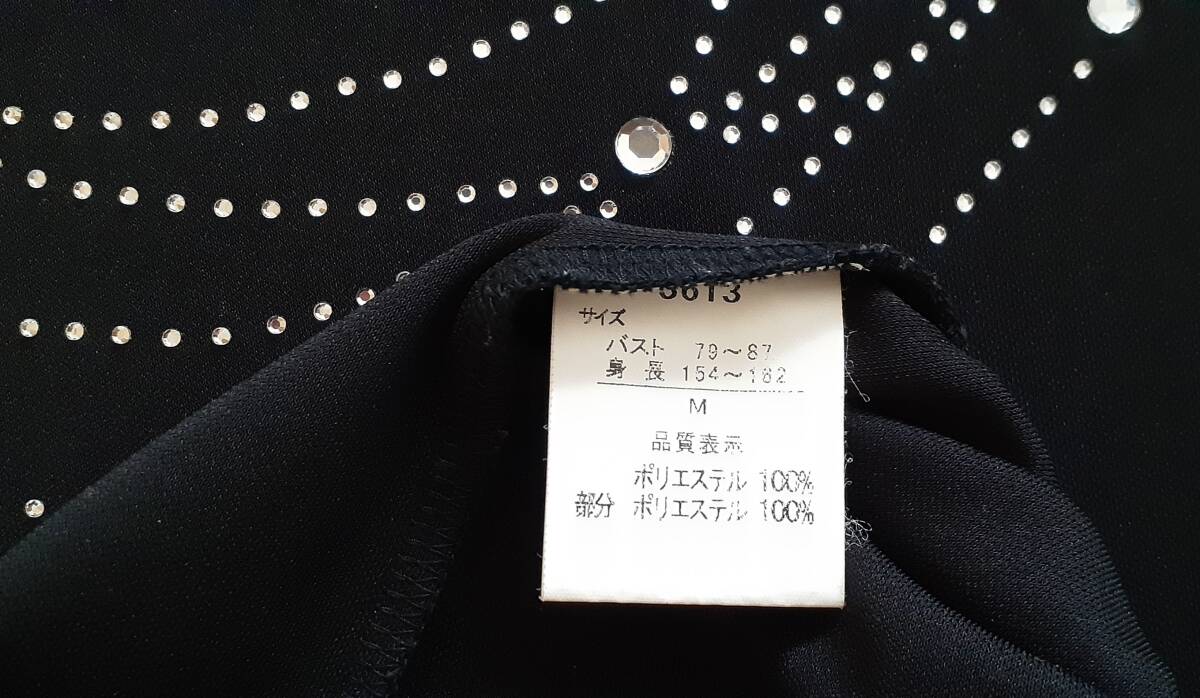 3613
サイズ
バスト 79～87
身長 154～162
M
品質表示
ポリエステル 100%
部分 ポリエステル 100%